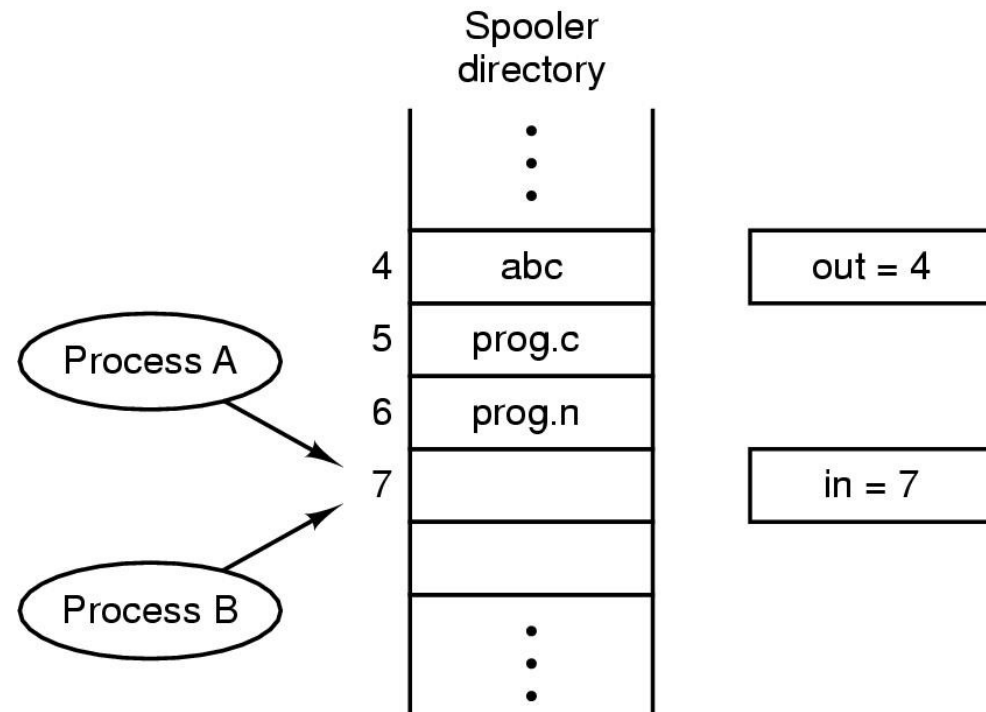 Spooler
directory
4
abc
out = 4
5
prog.c
Process A
6
prog.n
7
in = 7
Process B